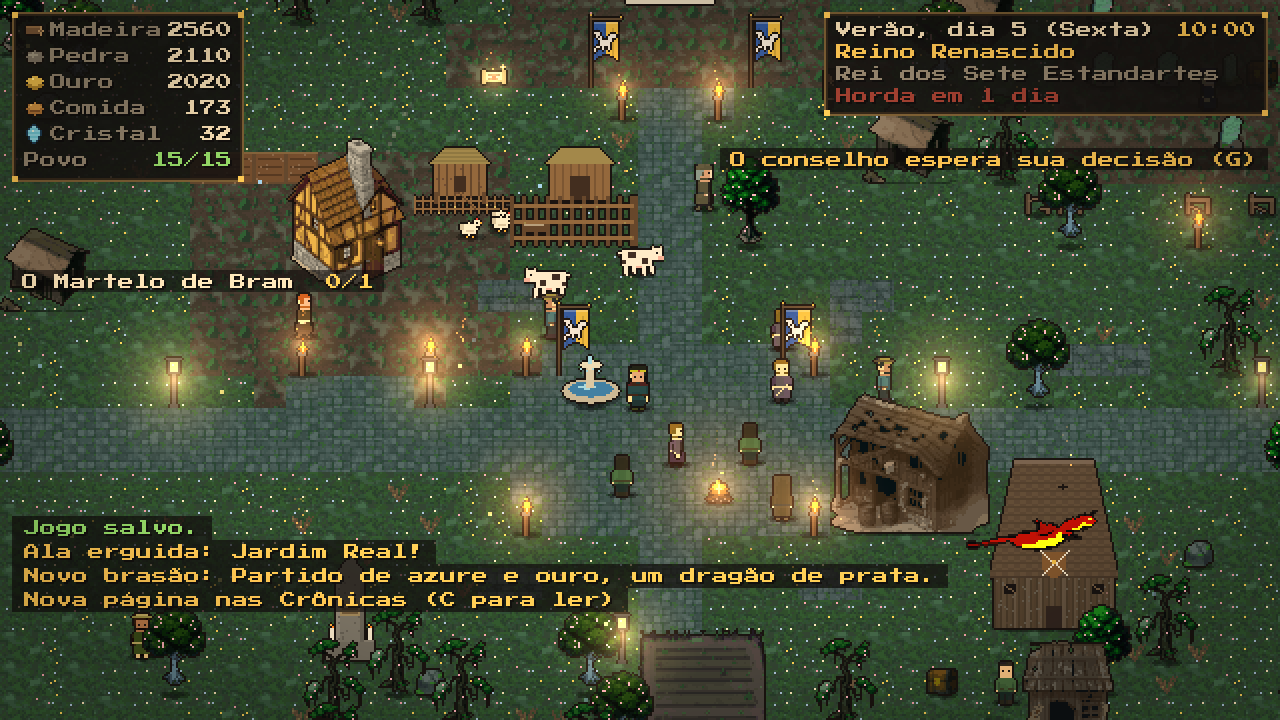 Madeira 2560
Pedra 2110
Ouro 2020
Comida 173
Cristal 32
Povo 15/15
Verão, dia 5 (Sexta) 10:00
Reino Renascido
Rei dos Sete Estandartes
Horda em 1 dia
O conselho espera sua decisão (G)
O Martelo de Bram 0/1
Jogo salvo.
Ala erguida: Jardim Real!
Novo brasão: Partido de azure e ouro, um dragão de prata.
Nova página nas Crônicas (C para ler)